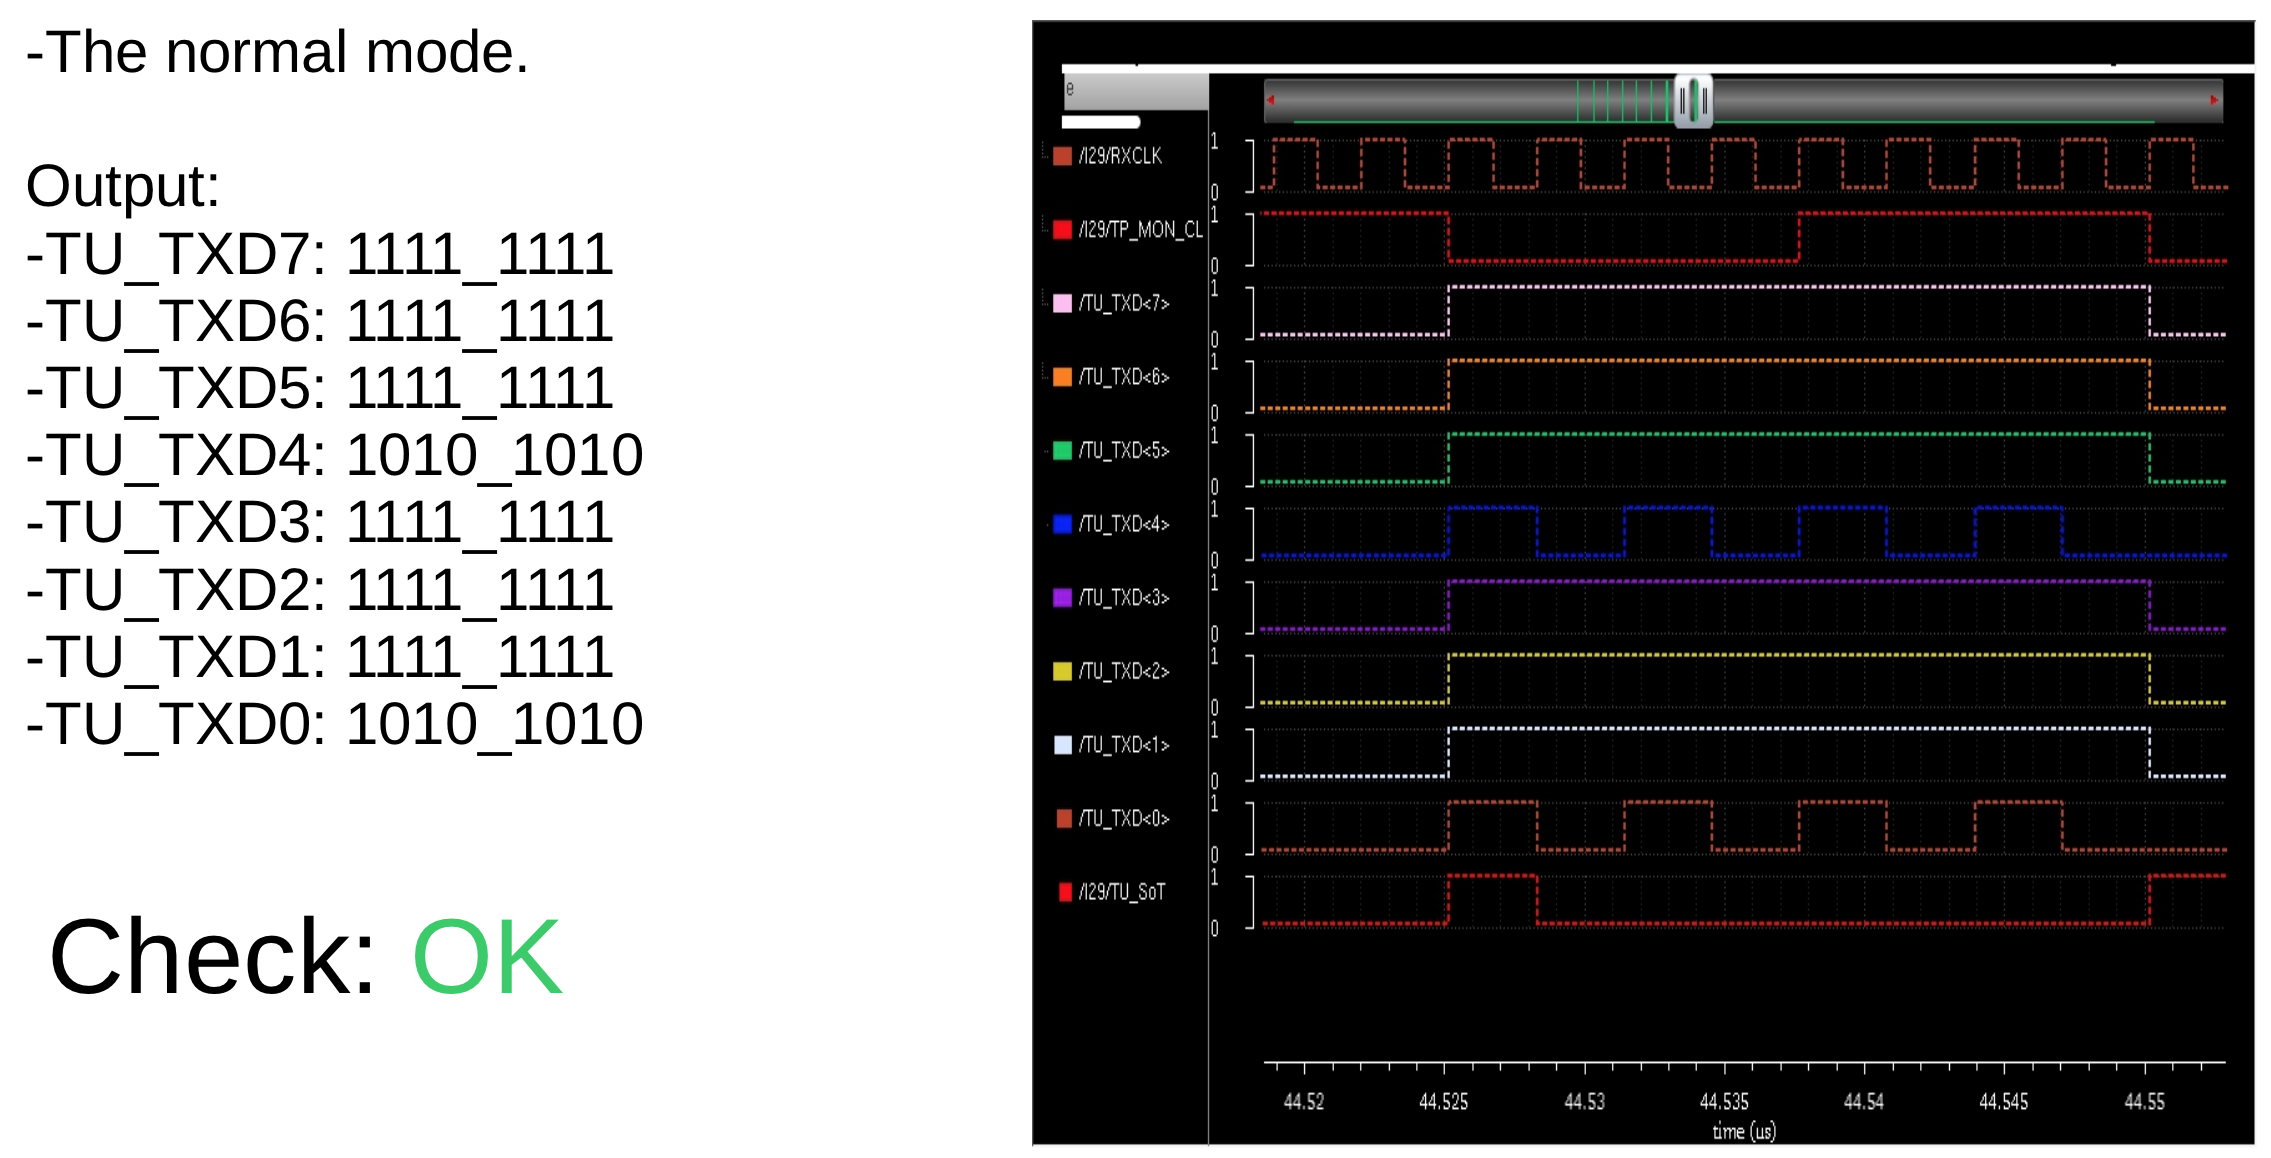 -The normal mode.
Output:
-TU_TXD7: 1111_1111
-TU_TXD6: 1111_1111
-TU_TXD5: 1111_1111
-TU_TXD4: 1010_1010
-TU_TXD3: 1111_1111
-TU_TXD2: 1111_1111
-TU_TXD1: 1111_1111
-TU_TXD0: 1010_1010
Check: OK
e
/I29/RXCLK
1
0
/I29/TP_MON_CL
1
0
/TU_TXD<7>
1
0
/TU_TXD<6>
1
0
/TU_TXD<5>
1
0
/TU_TXD<4>
1
0
/TU_TXD<3>
1
0
/TU_TXD<2>
1
0
/TU_TXD<1>
1
0
/TU_TXD<0>
1
0
/I29/TU_SoT
1
0
44.52 44.525 44.53 44.535 44.54 44.545 44.55
time (us)